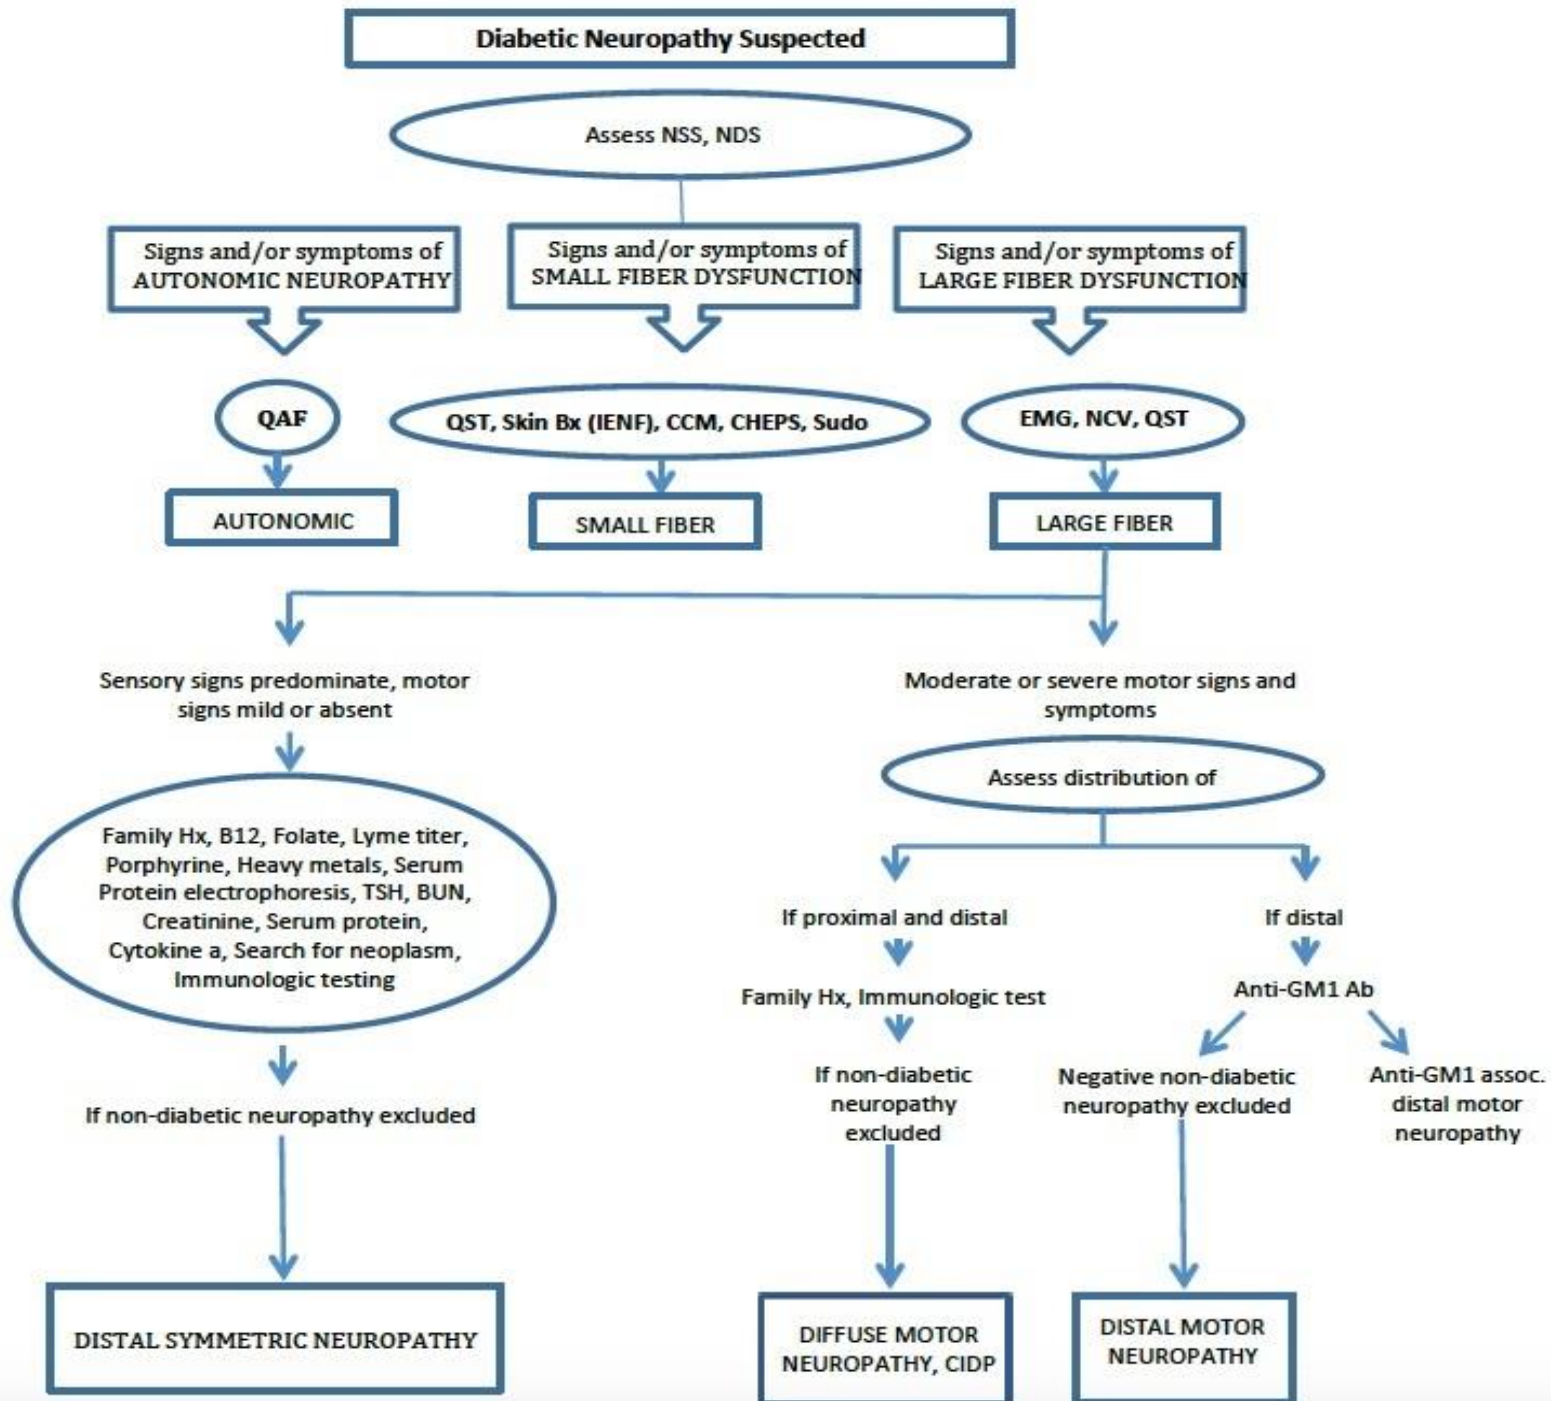 Diabetic Neuropathy Suspected
Assess NSS, NDS
Signs and/or symptoms of
AUTONOMIC NEUROPATHY
Signs and/or symptoms of
SMALL FIBER DYSFUNCTION
Signs and/or symptoms of
LARGE FIBER DYSFUNCTION
QAF
QST, Skin Bx (IENF), CCM, CHEPS, Sudo
EMG, NCV, QST
AUTONOMIC
SMALL FIBER
LARGE FIBER
Sensory signs predominate, motor
signs mild or absent
Family Hx, B12, Folate, Lyme titer,
Porphyrine, Heavy metals, Serum
Protein electrophoresis, TSH, BUN,
Creatinine, Serum protein,
Cytokine a, Search for neoplasm,
Immunologic testing
If non-diabetic neuropathy excluded
DISTAL SYMMETRIC NEUROPATHY
Moderate or severe motor signs and
symptoms
Assess distribution of
If proximal and distal
Family Hx, Immunologic test
If non-diabetic
neuropathy
excluded
DIFFUSE MOTOR
NEUROPATHY, CIDP
If distal
Anti-GM1 Ab
Negative non-diabetic
neuropathy excluded
DISTAL MOTOR
NEUROPATHY
Anti-GM1 assoc.
distal motor
neuropathy